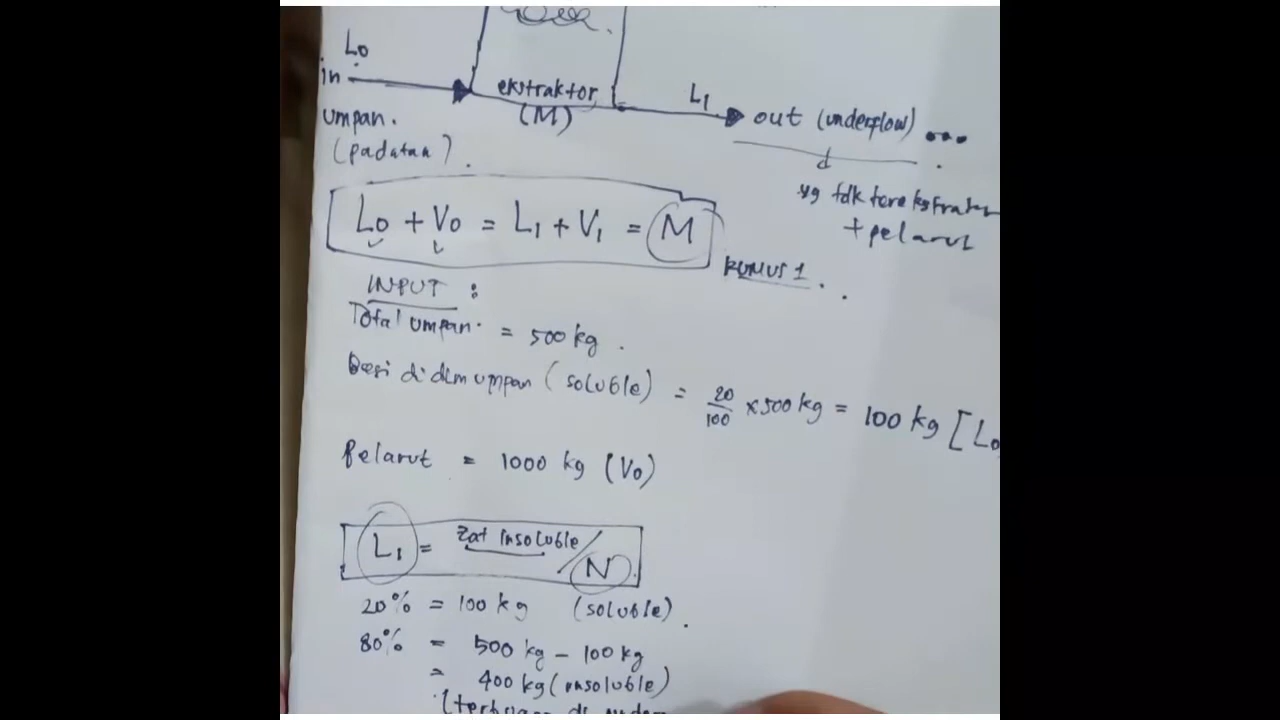 L0
in
umpan.
(padatan).
ekstraktor
(M)
L1
out (underflow) ...
yg tdk terekstraksi
+ pelarut
L0 + V0 = L1 + V1 = M
RUMUS 1.
INPUT :
Total umpan = 500 kg.
di dlm umpan (soluble) = 20/100 x 500 kg = 100 kg [L0
Pelarut = 1000 kg (V0)
L1 = Zat insoluble / N
20% = 100 kg (soluble).
80% = 500 kg - 100 kg
= 400 kg (insoluble)